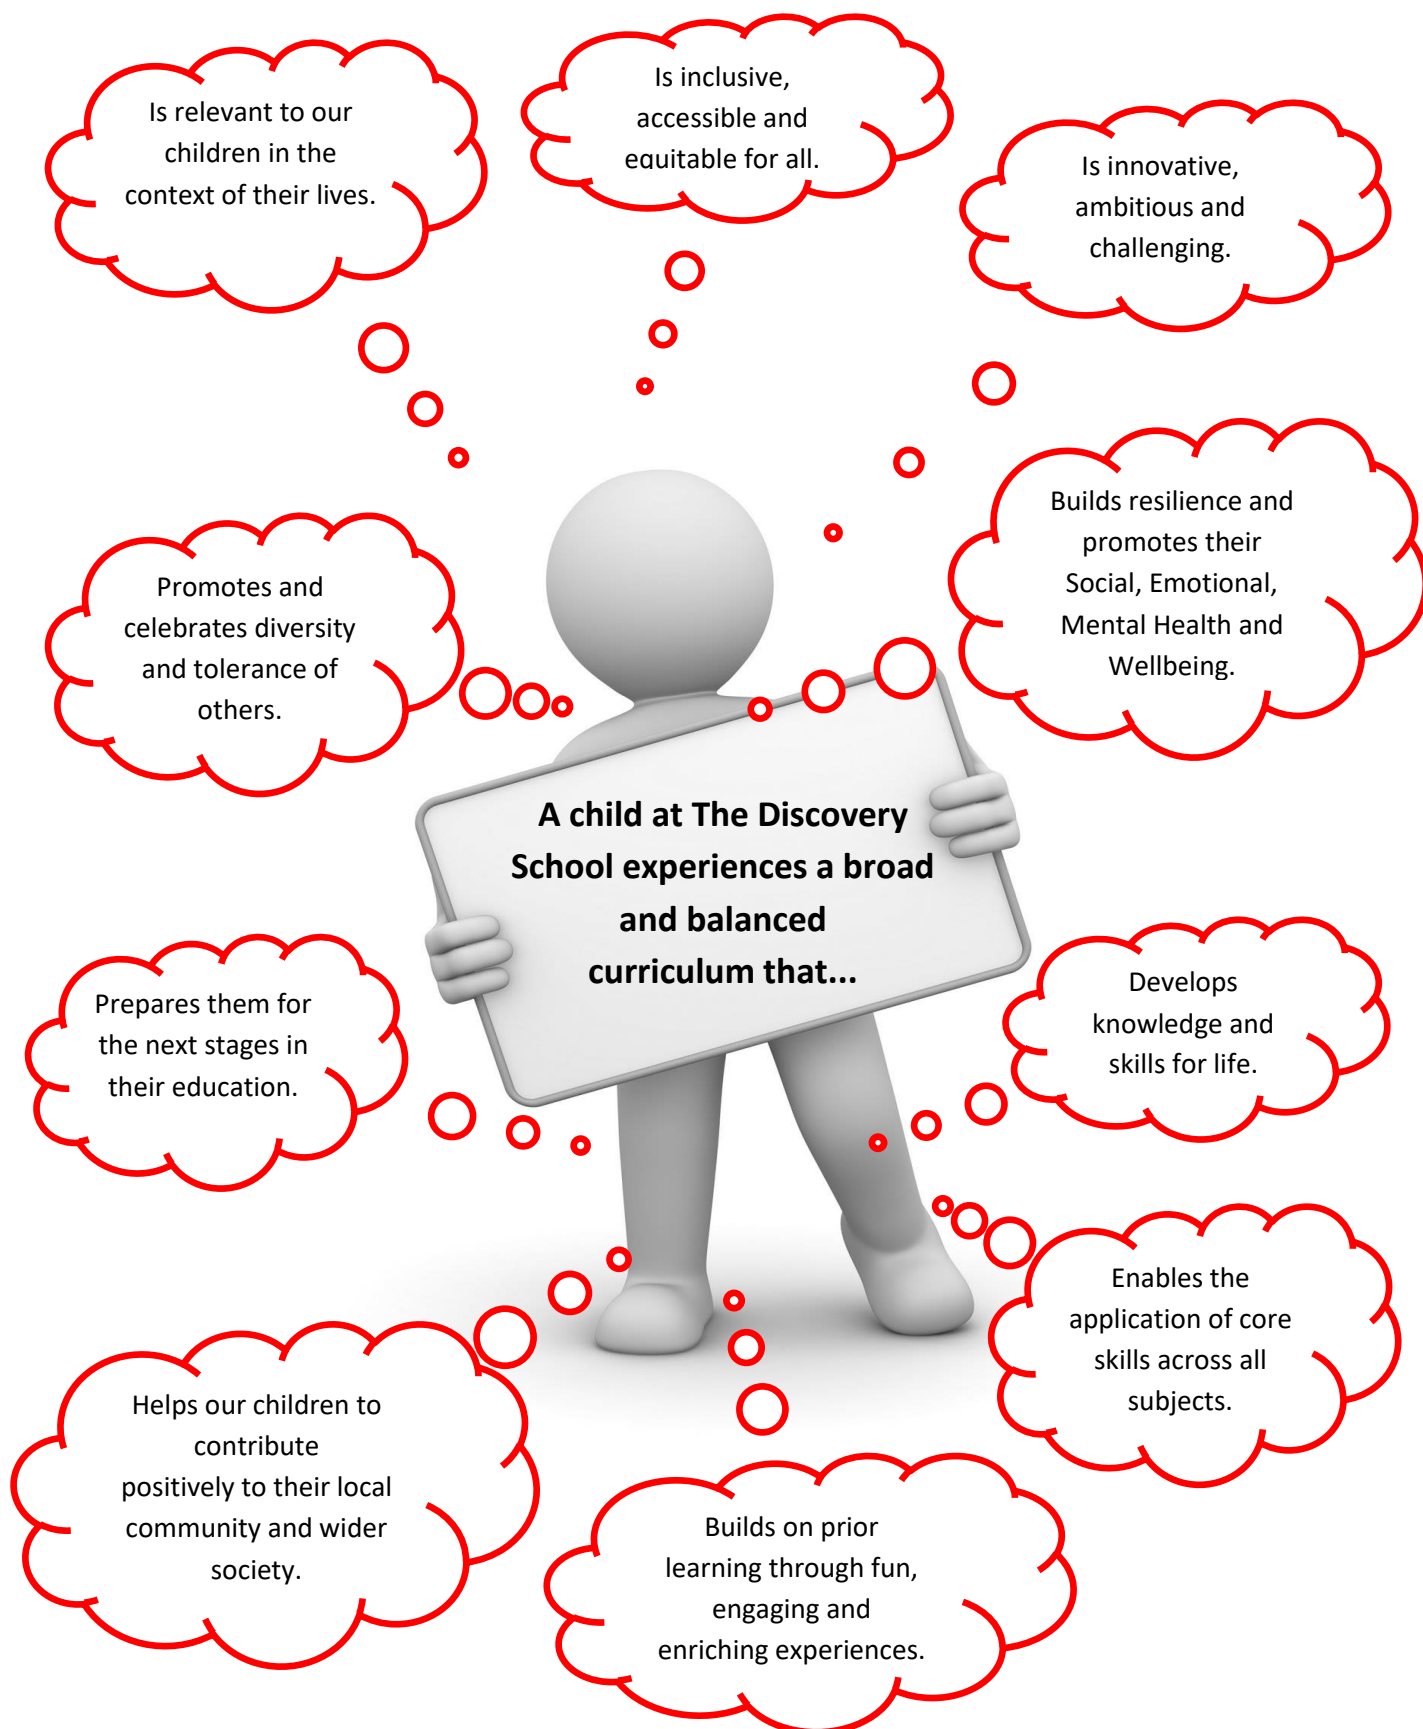 Is relevant to our
children in the
context of their lives.
Is inclusive,
accessible and
equitable for all.
Is innovative,
ambitious and
challenging.
Builds resilience and
promotes their
Social, Emotional,
Mental Health and
Wellbeing.
Promotes and
celebrates diversity
and tolerance of
others.
A child at The Discovery
School experiences a broad
and balanced
curriculum that...
Prepares them for
the next stages in
their education.
Develops
knowledge and
skills for life.
Enables the
application of core
skills across all
subjects.
Helps our children to
contribute
positively to their local
community and wider
society.
Builds on prior
learning through fun,
engaging and
enriching experiences.